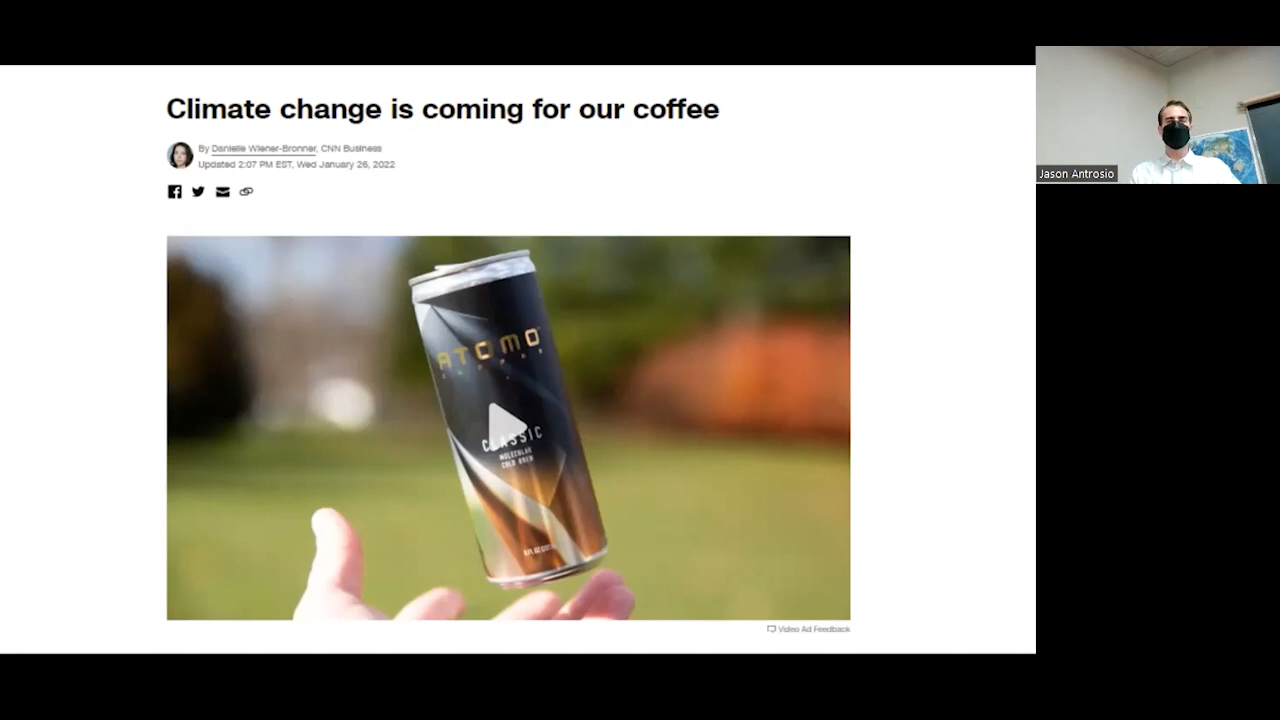 Climate change is coming for our coffee
By Danielle Wiener-Bronner, CNN Business
Updated 2:07 PM EST, Wed January 26, 2022
Jason Antrosio
ATOMO
COFFEE
CLASSIC
MOLECULAR
COLD BREW
Video Ad Feedback